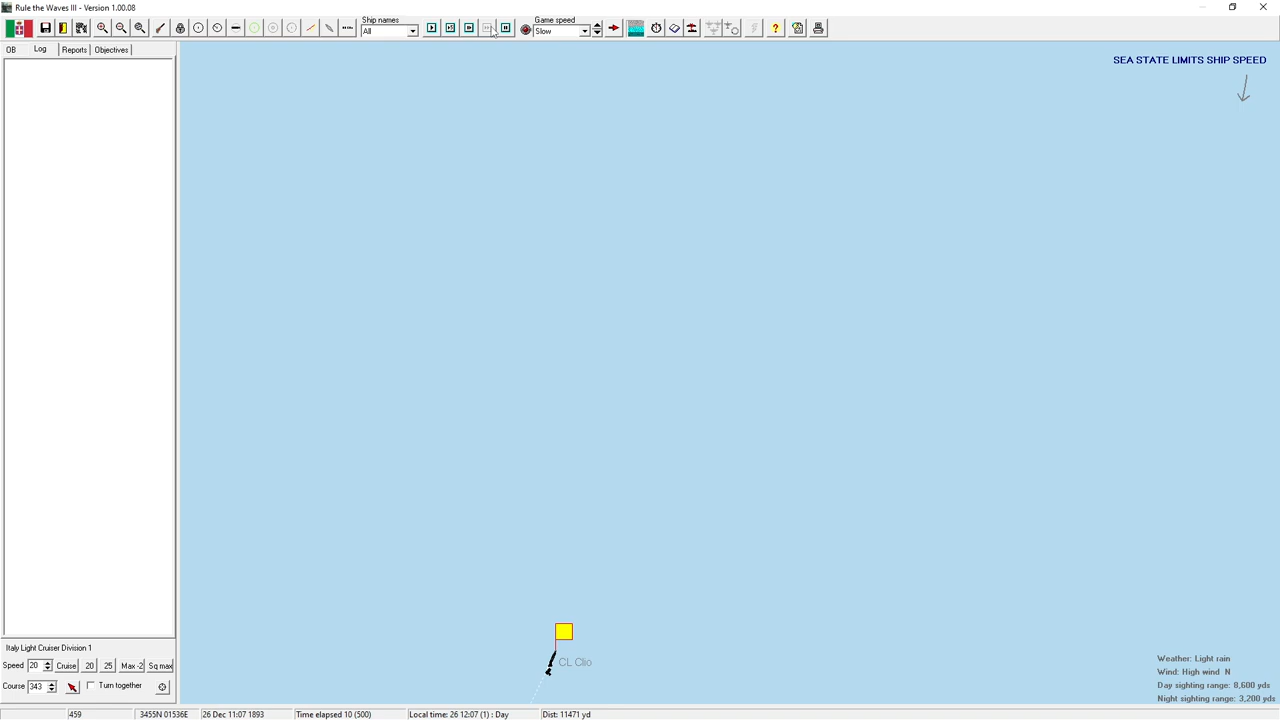 Rule the Waves III - Version 1.00.08
Ship names
All
Game speed
Slow
OB
Log
Reports
Objectives
SEA STATE LIMITS SHIP SPEED
CL Clio
Italy Light Cruiser Division 1
Speed 20 Cruise 20 25 Max -2 Sq max
Course 343 Turn together
Weather: Light rain
Wind: High wind N
Day sighting range: 8,600 yds
Night sighting range: 3,200 yds
459 3455N 01536E 26 Dec 11:07 1893 Time elapsed 10 (500) Local time: 26 12:07 (1) : Day Dist: 11471 yd